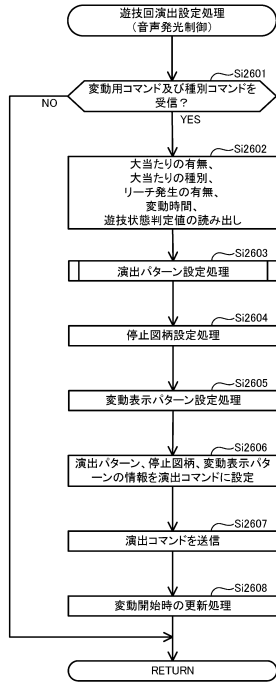 遊技回演出設定処理
(音声発光制御)
Si2601
変動用コマンド及び種別コマンドを
受信？
NO
YES
Si2602
大当たりの有無、
大当たりの種別、
リーチ発生の有無、
変動時間、
遊技状態判定値の読み出し
Si2603
演出パターン設定処理
Si2604
停止図柄設定処理
Si2605
変動表示パターン設定処理
Si2606
演出パターン、停止図柄、変動表示パタ
ーンの情報を演出コマンドに設定
Si2607
演出コマンドを送信
Si2608
変動開始時の更新処理
RETURN